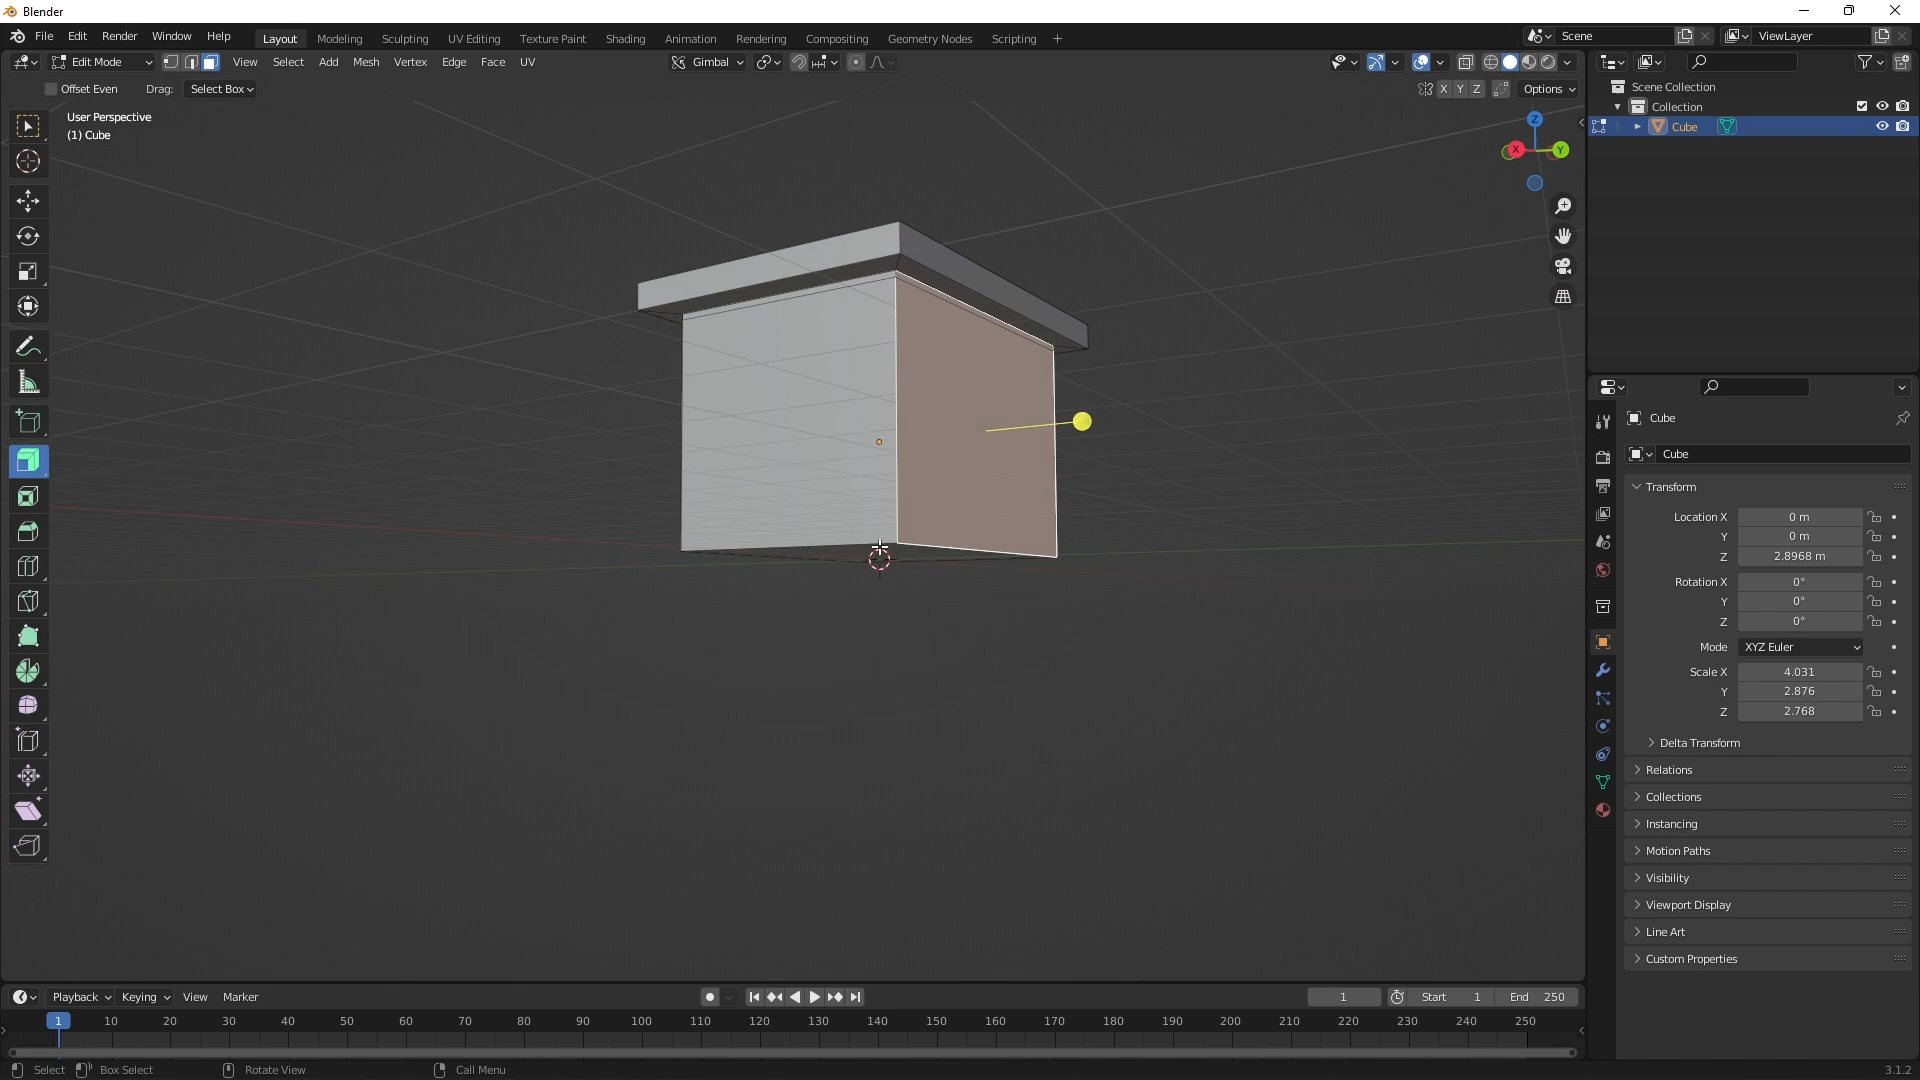 Blender
File Edit Render Window Help Layout Modeling Sculpting UV Editing Texture Paint Shading Animation Rendering Compositing Geometry Nodes Scripting + Scene ViewLayer
Edit Mode View Select Add Mesh Vertex Edge Face UV Gimbal
Offset Even Drag: Select Box X Y Z Options
User Perspective
(1) Cube
Z
X Y
Scene Collection
Collection
Cube
Cube
Cube
Transform
Location X 0 m
Y 0 m
Z 2.8968 m
Rotation X 0°
Y 0°
Z 0°
Mode XYZ Euler
Scale X 4.031
Y 2.876
Z 2.768
Delta Transform
Relations
Collections
Instancing
Motion Paths
Visibility
Viewport Display
Line Art
Custom Properties
Playback Keying View Marker 1 Start 1 End 250
1 10 20 30 40 50 60 70 80 90 100 110 120 130 140 150 160 170 180 190 200 210 220 230 240 250
Select Box Select Rotate View Call Menu 3.1.2